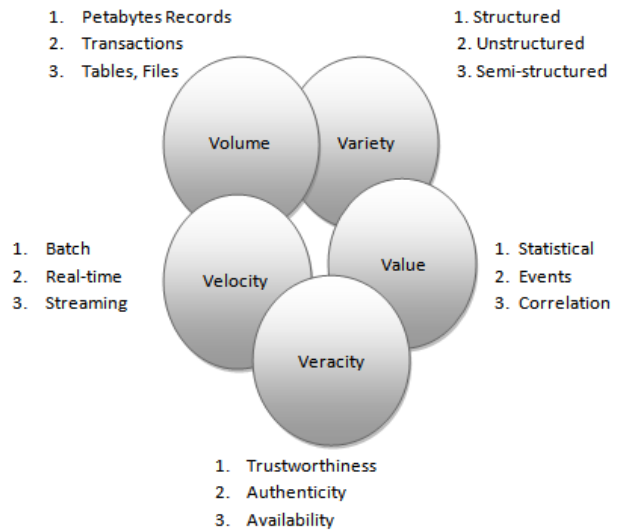 1. Petabytes Records
2. Transactions
3. Tables, Files
1. Structured
2. Unstructured
3. Semi-structured
Volume
Variety
1. Batch
2. Real-time
3. Streaming
Velocity
Value
1. Statistical
2. Events
3. Correlation
Veracity
1. Trustworthiness
2. Authenticity
3. Availability